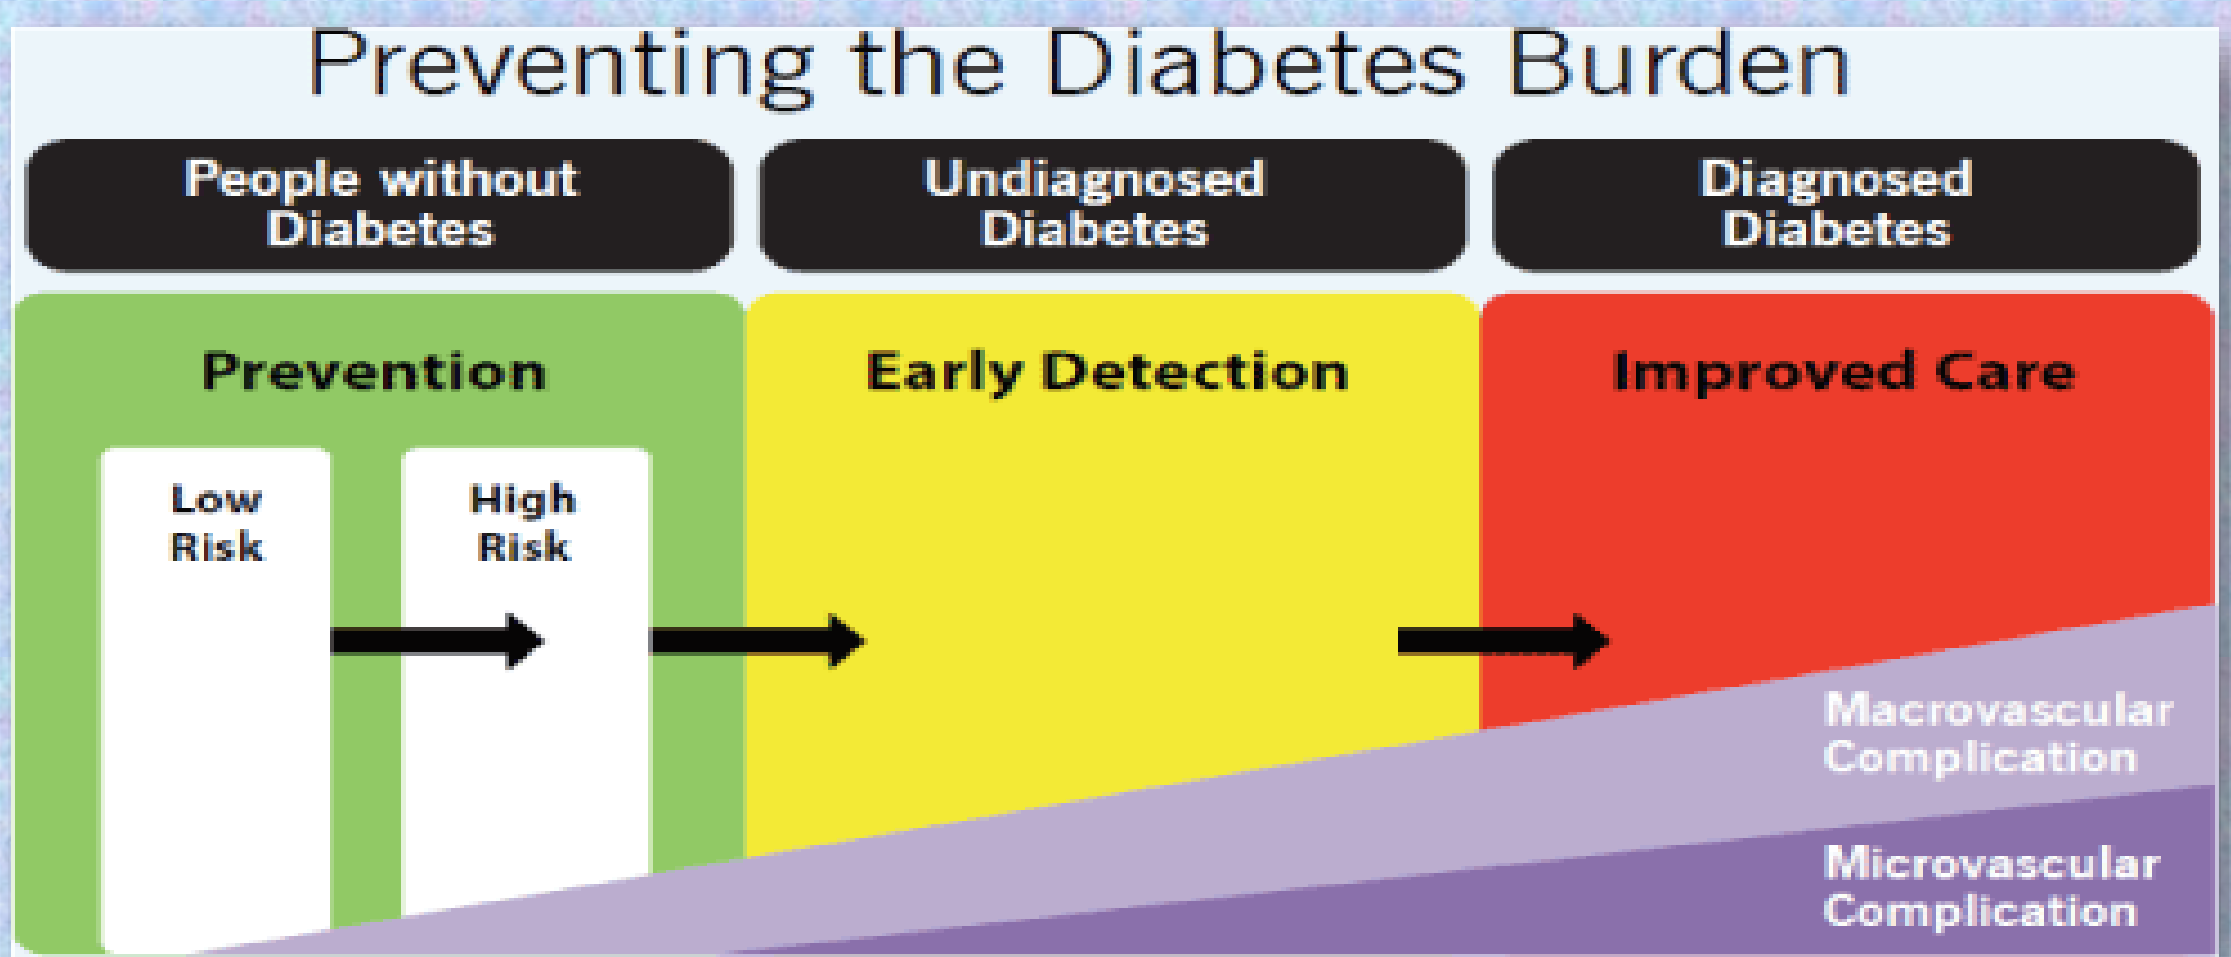 Preventing the Diabetes Burden
People without
Diabetes
Undiagnosed
Diabetes
Diagnosed
Diabetes
Prevention
Early Detection
Improved Care
Low
Risk
High
Risk
Macrovascular
Complication
Microvascular
Complication